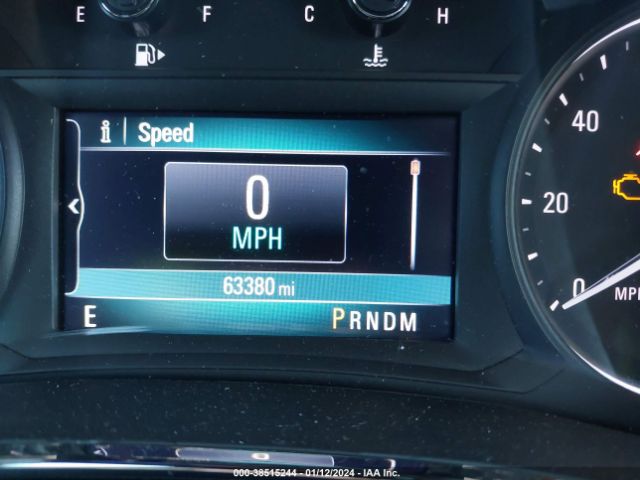 E F C H
i | Speed
0
MPH
63380 mi
E PRNDM
40
20
0
MPH
000-38515244 - 01/12/2024 - IAA Inc.